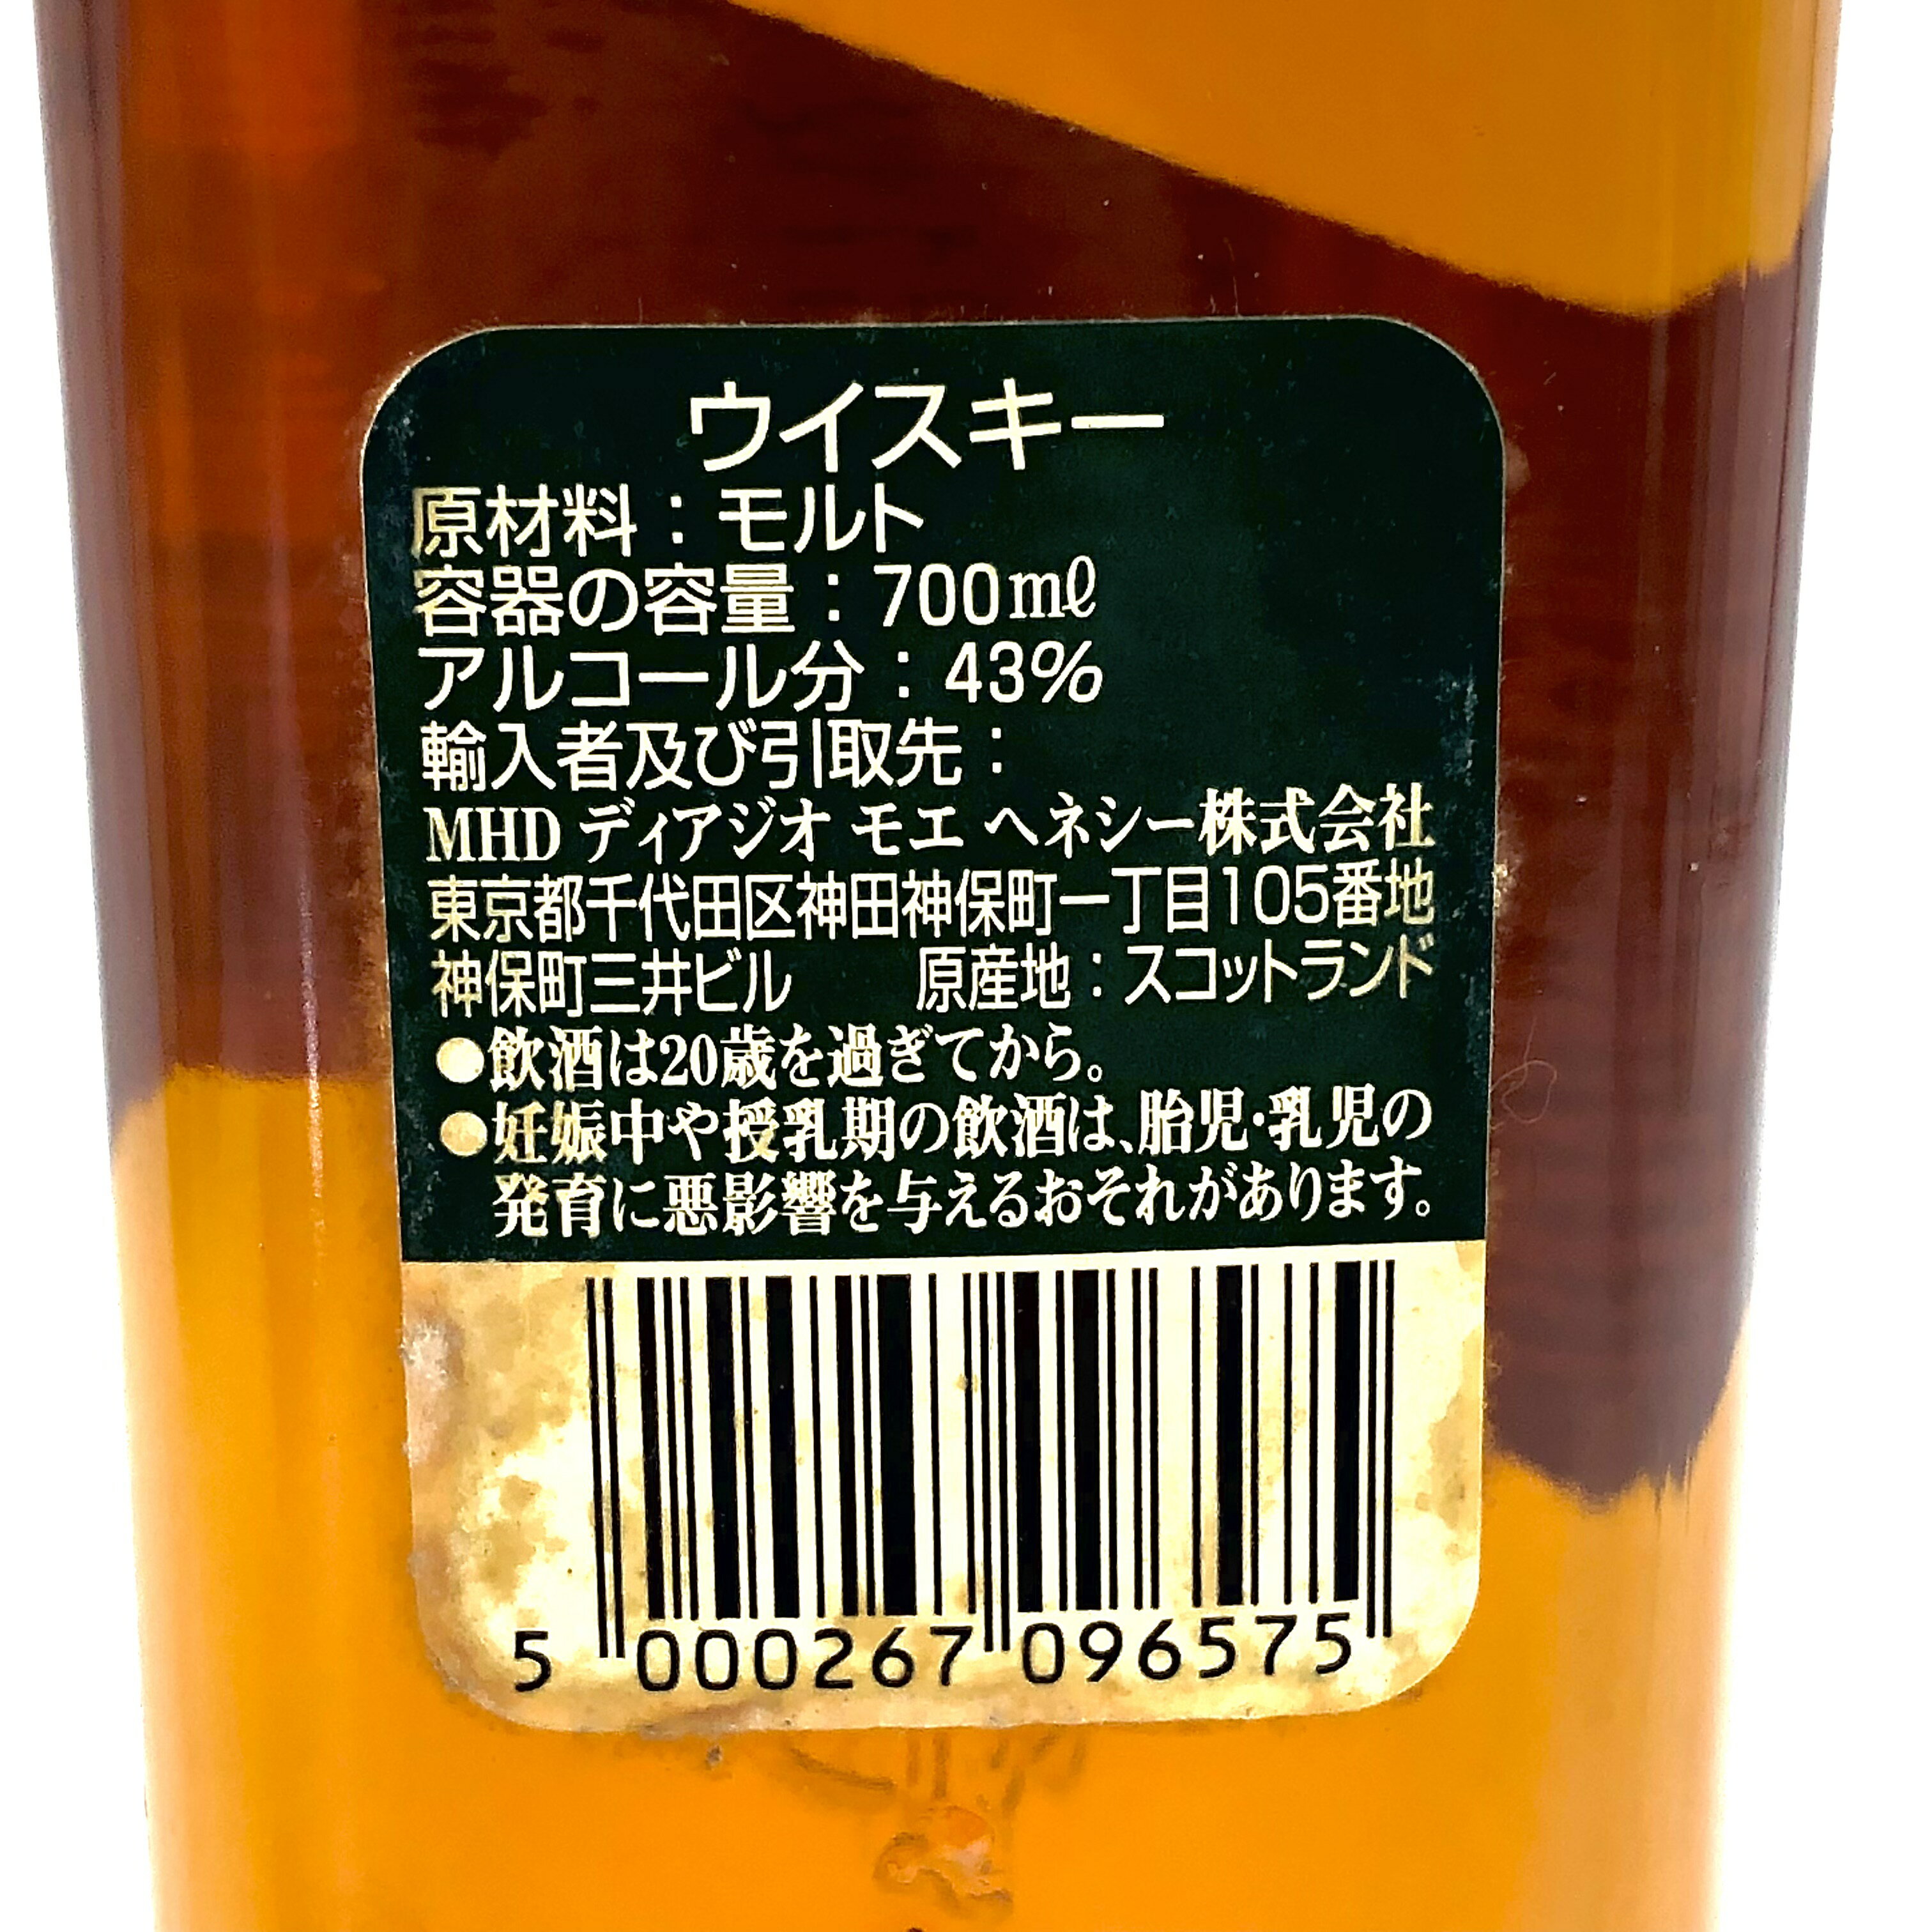 ウイスキー
原材料：モルト
容器の容量：700mℓ
アルコール分：43%
輸入者及び引取先：
MHD ディアジオ モエ ヘネシー株式会社
東京都千代田区神田神保町一丁目105番地
神保町三井ビル 原産地：スコットランド
●飲酒は20歳を過ぎてから。
●妊娠中や授乳期の飲酒は、胎児・乳児の
発育に悪影響を与えるおそれがあります。
5 000267 096575